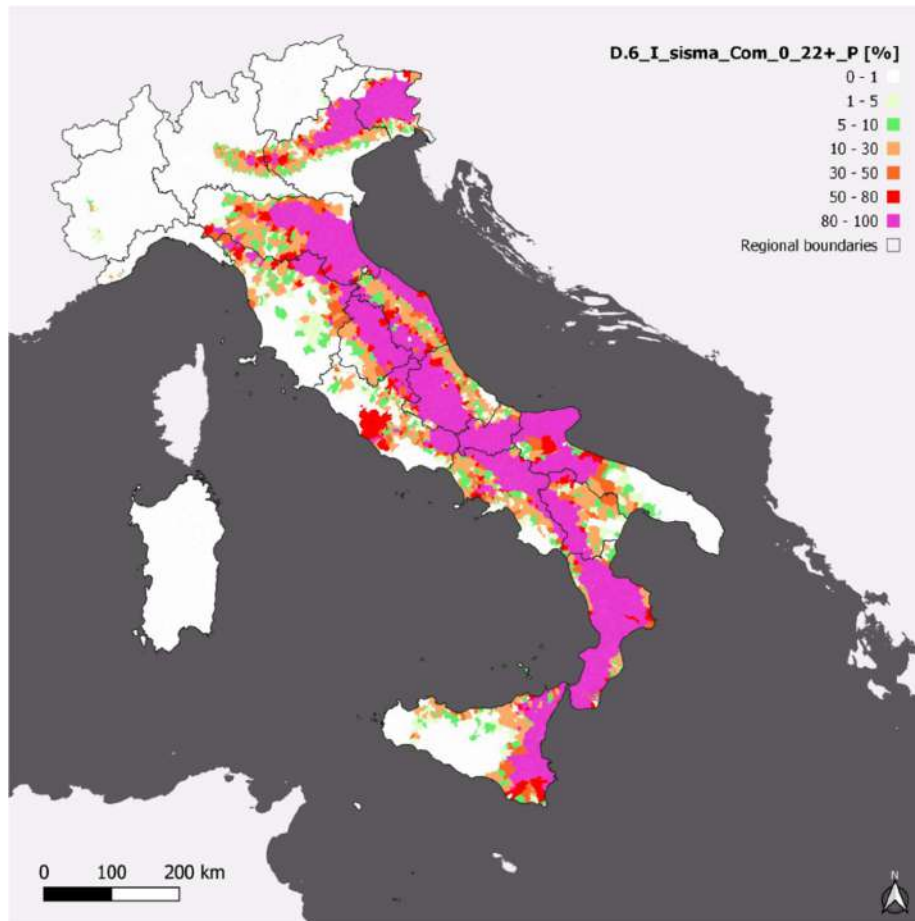 D.6_I_sisma_Com_0_22+_P [%]
0 - 1
1 - 5
5 - 10
10 - 30
30 - 50
50 - 80
80 - 100
Regional boundaries
0 100 200 km
N